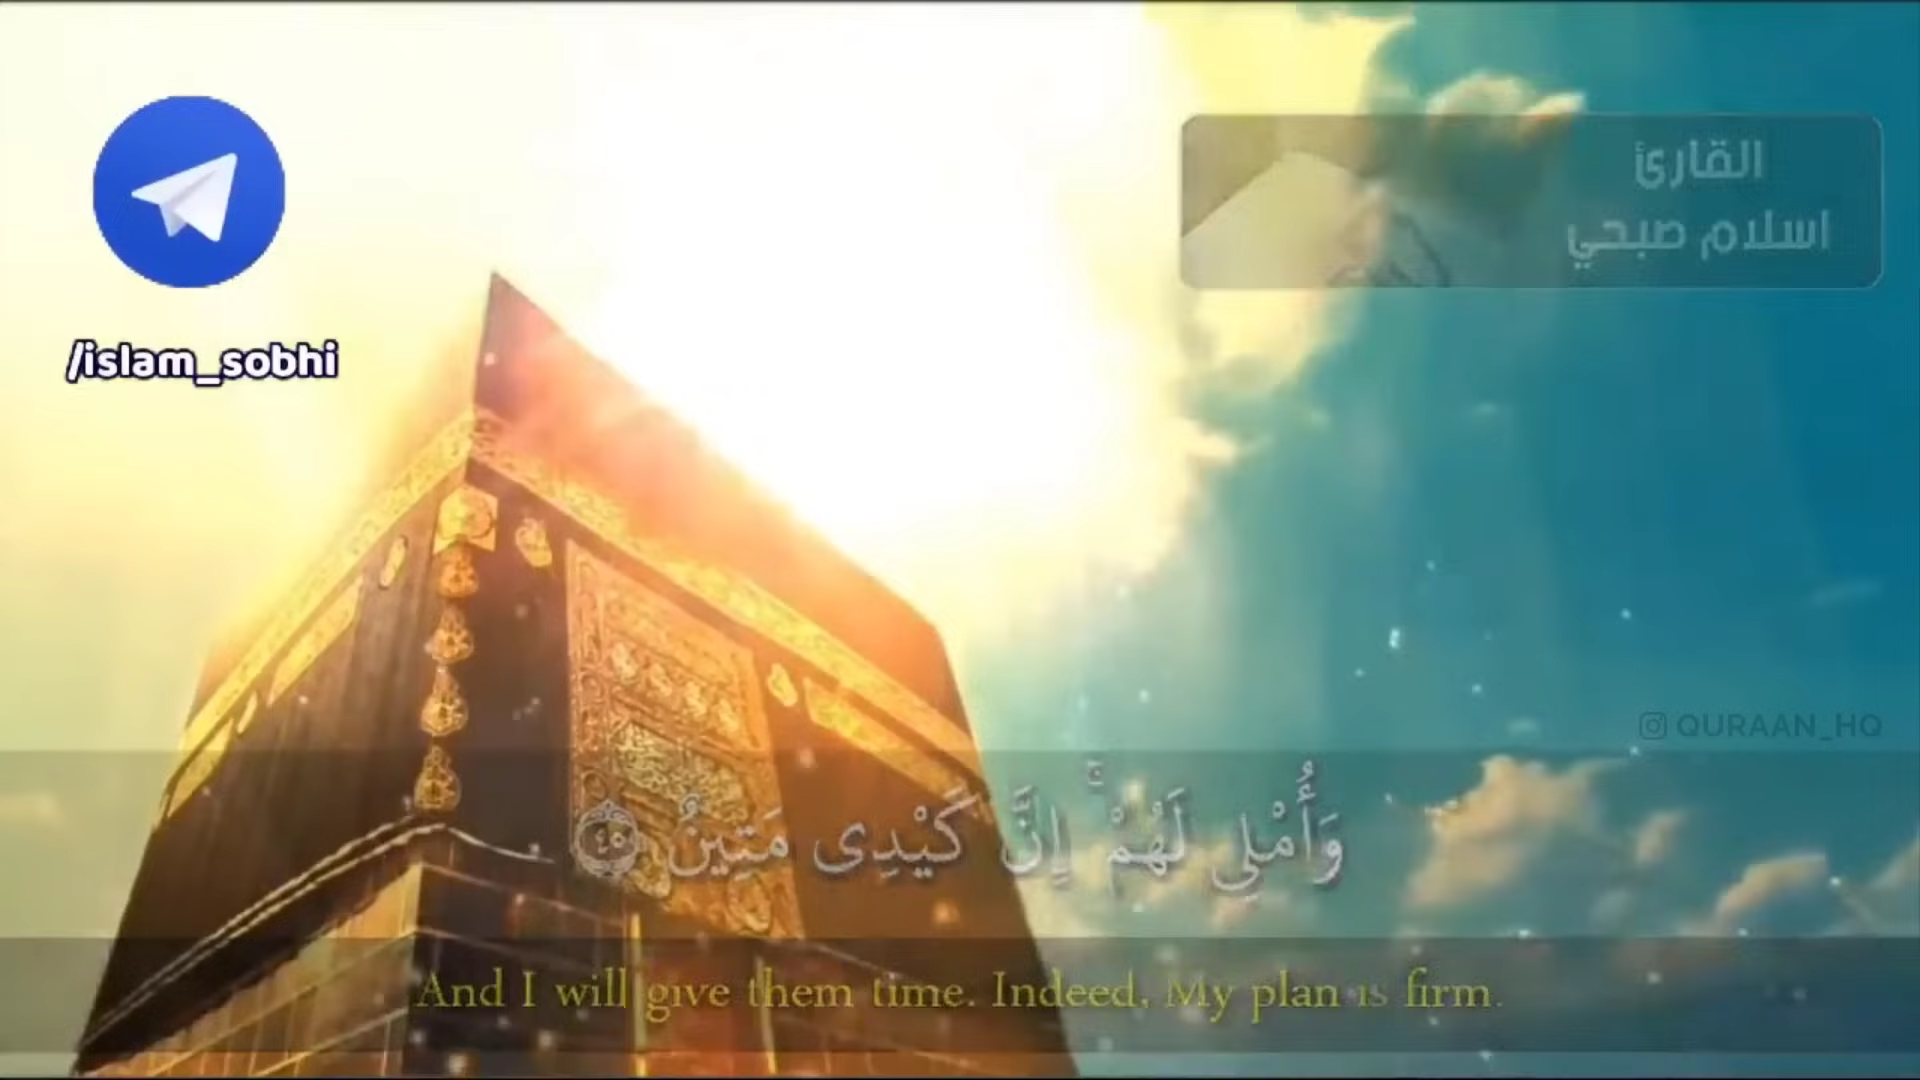 القارئ
اسلام صبحي
/islam_sobhi
QURAAN_HQ
وَأُمْلِي لَهُمْ ۚ إِنَّ كَيْدِى مَتِينٌ ٤٥
And I will give them time. Indeed, My plan is firm.